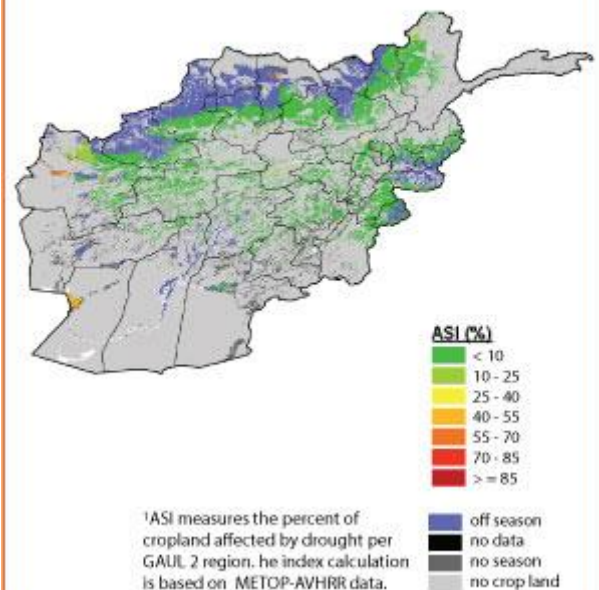 ASI (%)
< 10
10 - 25
25 - 40
40 - 55
55 - 70
70 - 85
> = 85
off season
no data
no season
no crop land
¹ASI measures the percent of
cropland affected by drought per
GAUL 2 region. he index calculation
is based on METOP-AVHRR data.